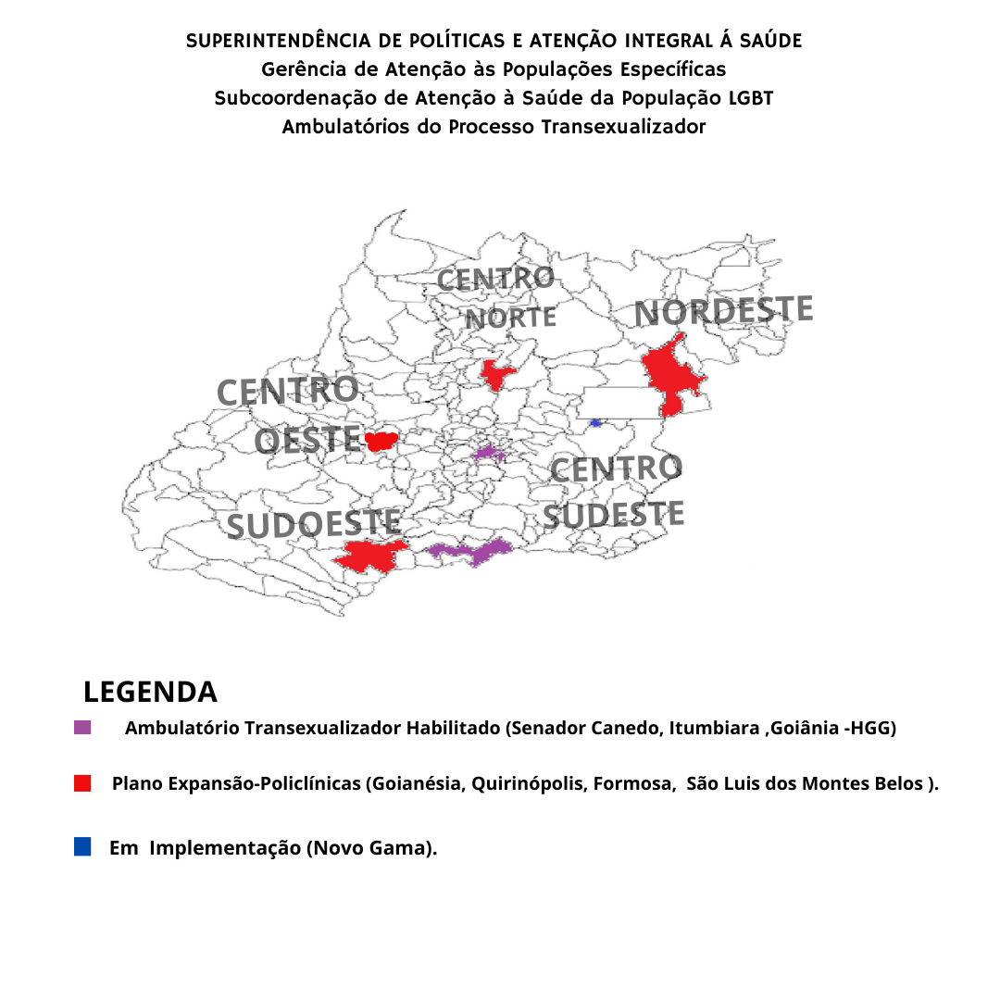 SUPERINTENDÊNCIA DE POLÍTICAS E ATENÇÃO INTEGRAL Á SAÚDE
Gerência de Atenção às Populações Específicas
Subcoordenação de Atenção à Saúde da População LGBT
Ambulatórios do Processo Transexualizador
CENTRO
NORTE
NORDESTE
CENTRO
OESTE
CENTRO
SUDESTE
SUDOESTE
LEGENDA
Ambulatório Transexualizador Habilitado (Senador Canedo, Itumbiara ,Goiânia -HGG)
Plano Expansão-Policlínicas (Goianésia, Quirinópolis, Formosa, São Luis dos Montes Belos ).
Em Implementação (Novo Gama).